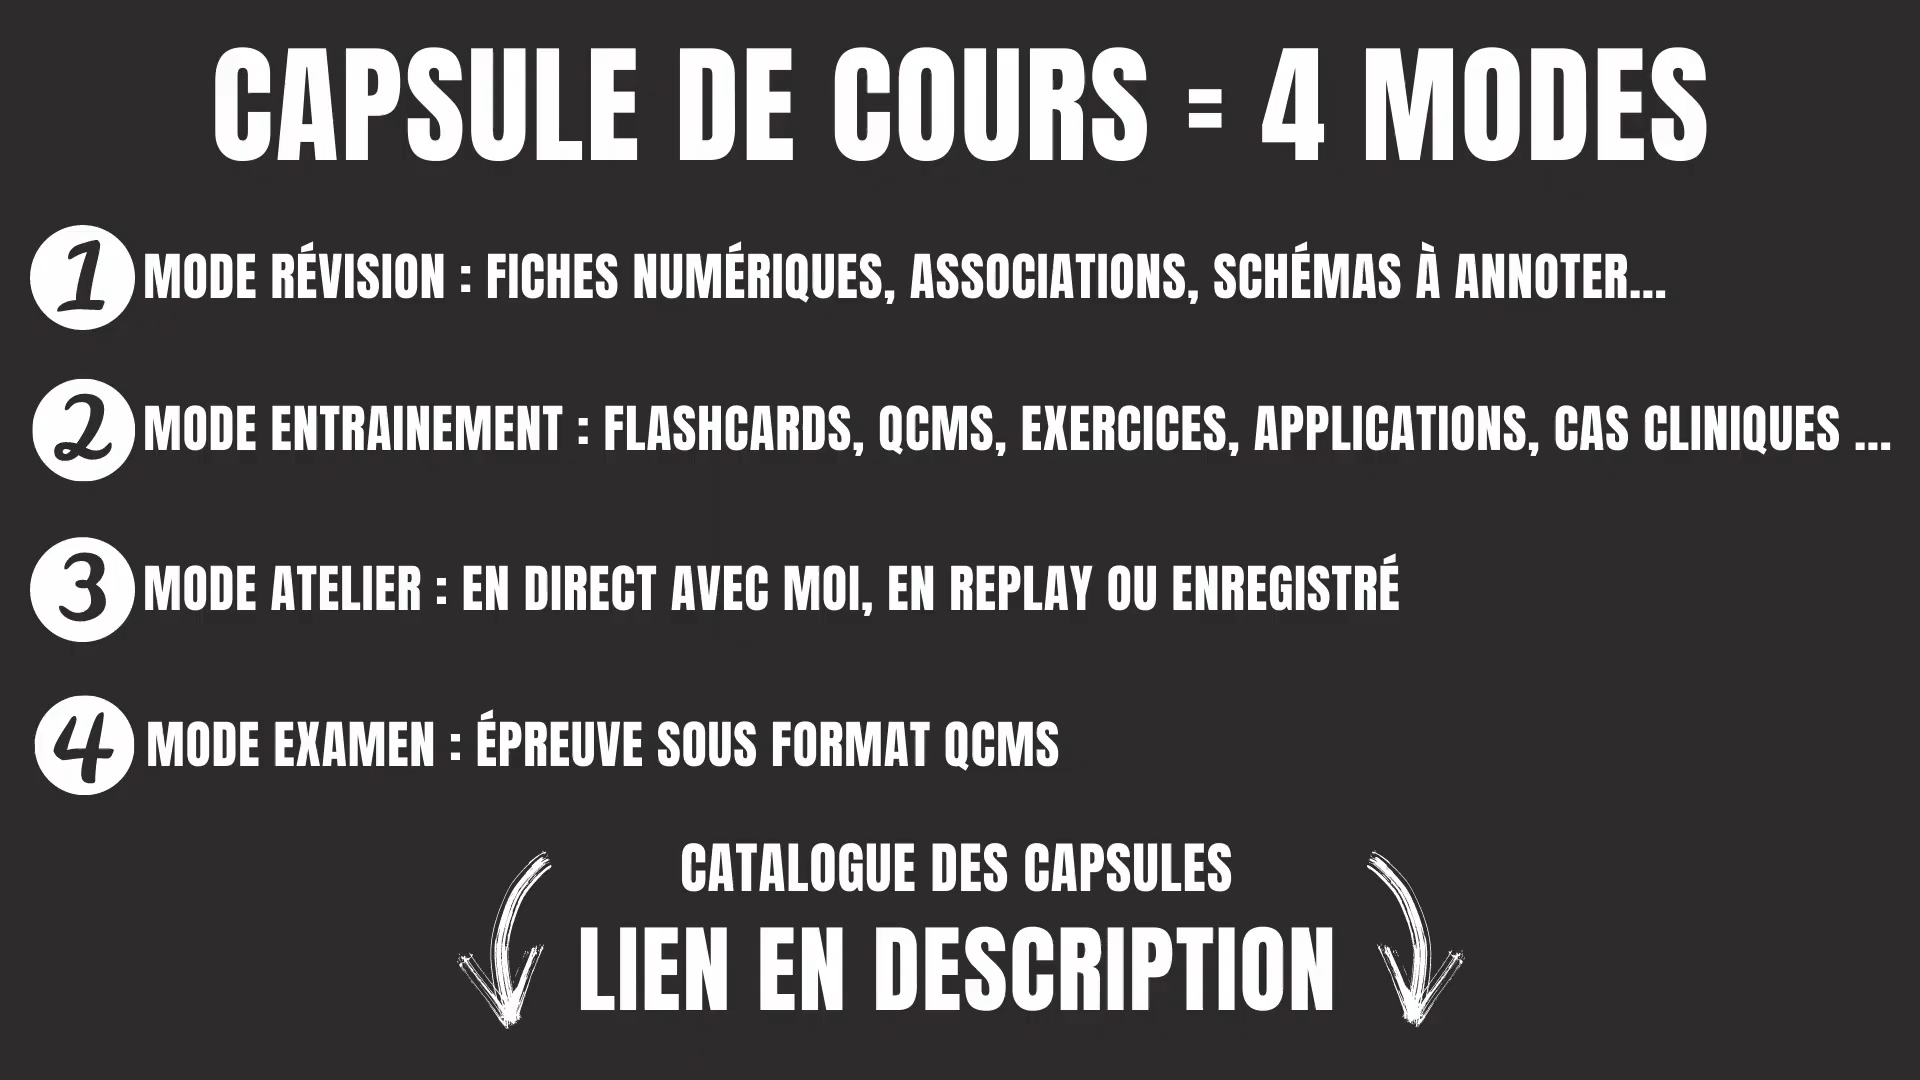 CAPSULE DE COURS = 4 MODES
1 MODE RÉVISION : FICHES NUMÉRIQUES, ASSOCIATIONS, SCHÉMAS À ANNOTER...
2 MODE ENTRAINEMENT : FLASHCARDS, QCMS, EXERCICES, APPLICATIONS, CAS CLINIQUES ...
3 MODE ATELIER : EN DIRECT AVEC MOI, EN REPLAY OU ENREGISTRÉ
4 MODE EXAMEN : ÉPREUVE SOUS FORMAT QCMS
CATALOGUE DES CAPSULES
LIEN EN DESCRIPTION